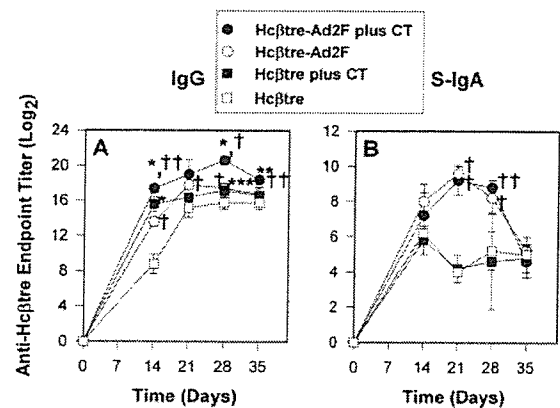 Hcβtre-Ad2F plus CT
Hcβtre-Ad2F
IgG
Hcβtre plus CT
S-IgA
Hcβtre
Anti-Hcβtre Endpoint Titer (Log2)
A
24
20
16
12
8
4
0
*,††
*,†
**
†
†
†
***
††
*
†
0 7 14 21 28 35
Time (Days)
B
12
10
8
6
4
2
0
†
†
††
†
0 7 14 21 28 35
Time (Days)